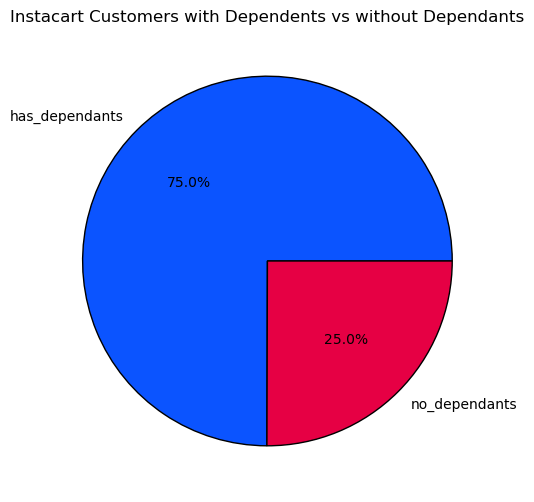 Instacart Customers with Dependents vs without Dependants
has_dependants
75.0%
25.0%
no_dependants